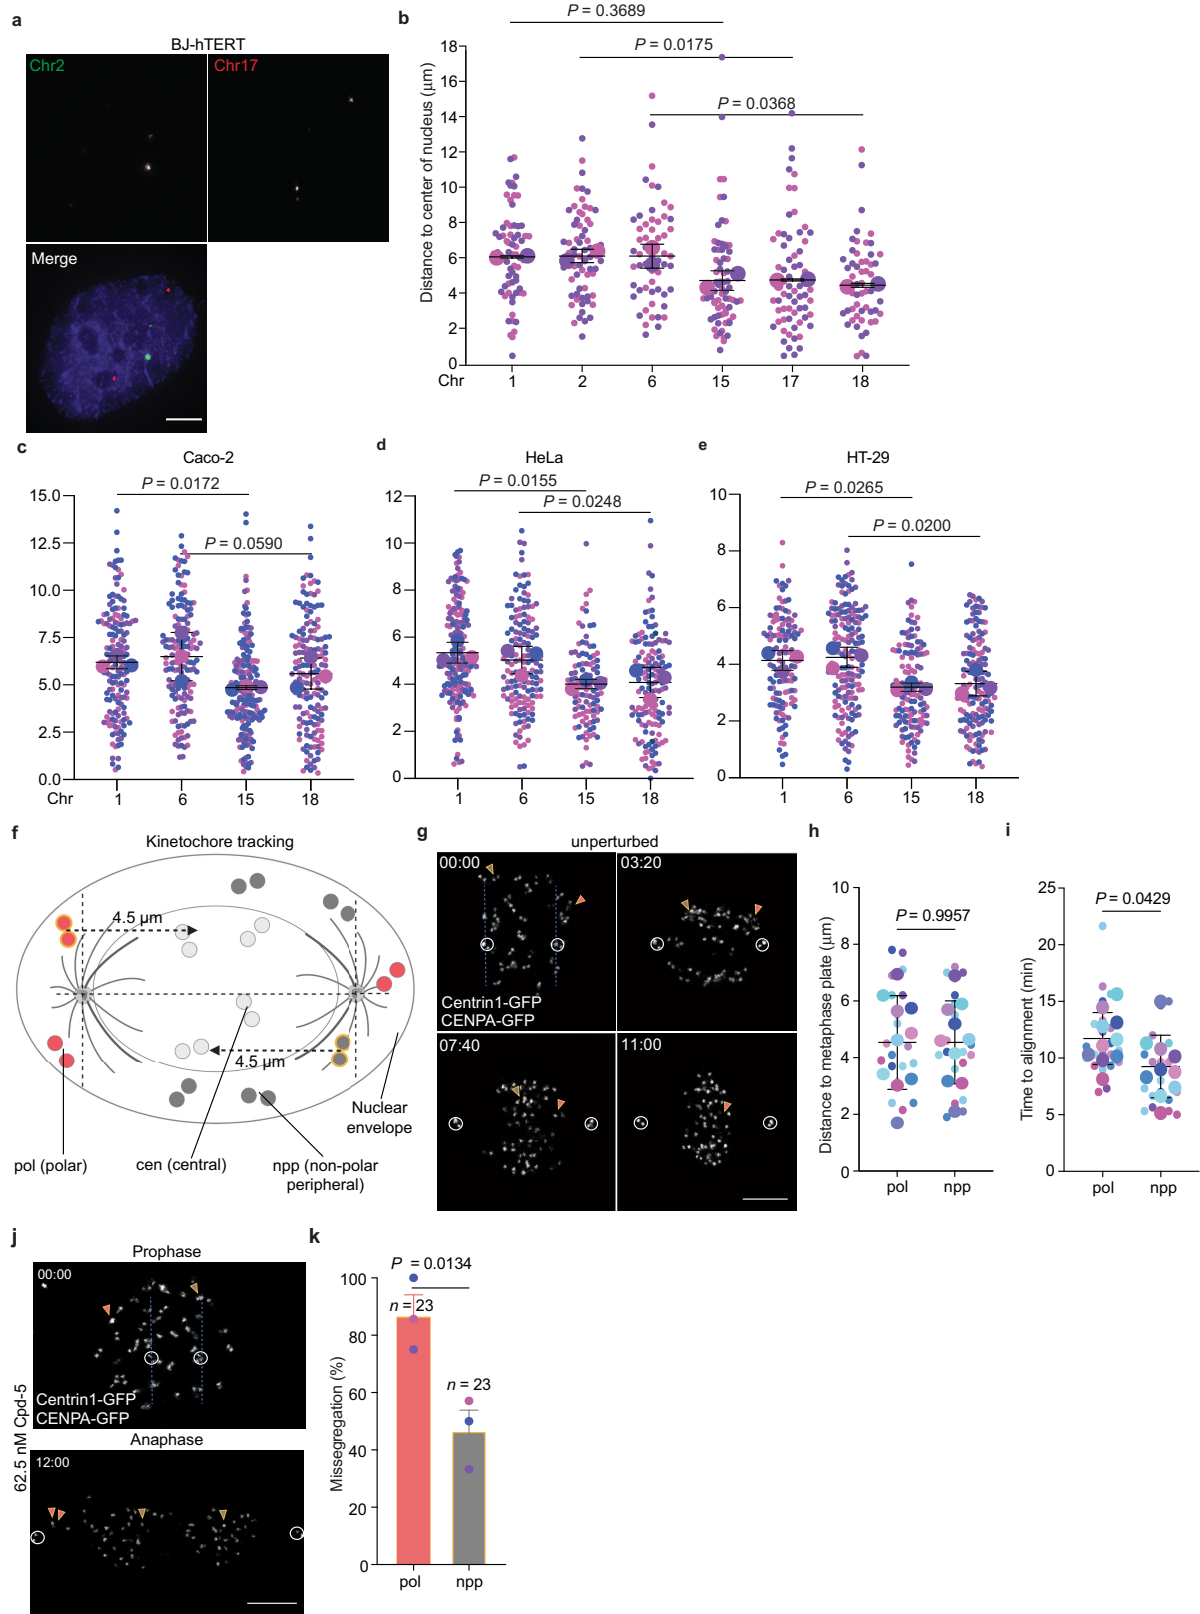 a
BJ-hTERT
Chr2
Chr17
Merge
b
P = 0.3689
P = 0.0175
P = 0.0368
Distance to center of nucleus (μm)
18
16
14
12
10
8
6
4
2
0
Chr
1
2
6
15
17
18
c
Caco-2
P = 0.0172
P = 0.0590
15.0
12.5
10.0
7.5
5.0
2.5
0.0
Chr
1
6
15
18
d
HeLa
P = 0.0155
P = 0.0248
12
10
8
6
4
2
0
1
6
15
18
e
HT-29
P = 0.0265
P = 0.0200
10
8
6
4
2
0
1
6
15
18
f
Kinetochore tracking
4.5 μm
4.5 μm
Nuclear
envelope
pol (polar)
cen (central)
npp (non-polar
peripheral)
g
unperturbed
00:00
03:20
Centrin1-GFP
CENPA-GFP
07:40
11:00
h
Distance to metaphase plate (μm)
P = 0.9957
10
8
6
4
2
0
pol
npp
i
Time to alignment (min)
P = 0.0429
25
20
15
10
5
0
pol
npp
j
Prophase
00:00
Centrin1-GFP
CENPA-GFP
Anaphase
12:00
62.5 nM Cpd-5
k
P = 0.0134
Missegregation (%)
100
80
60
40
20
0
n = 23
n = 23
pol
npp